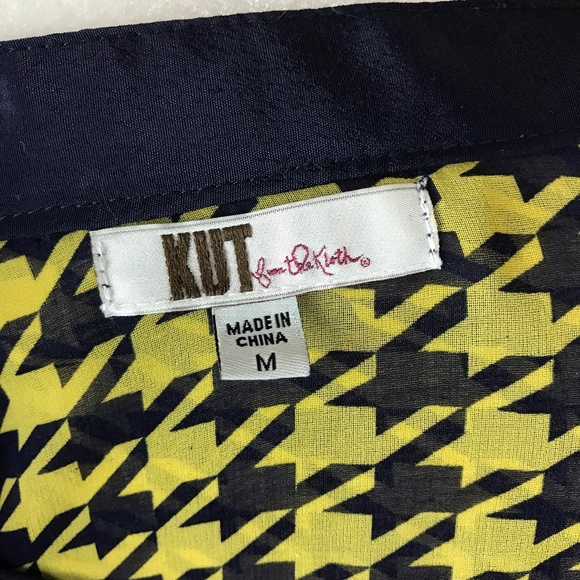 KUT from the Kloth®
MADE IN
CHINA
M